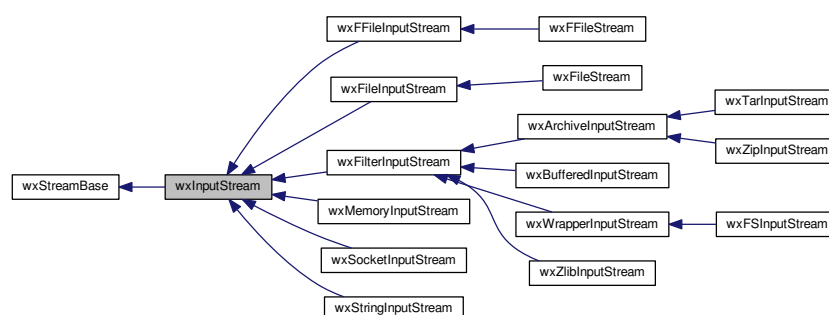 wxFFileInputStream
wxFFileStream
wxFileInputStream
wxFileStream
wxTarInputStream
wxArchiveInputStream
wxZipInputStream
wxFilterInputStream
wxBufferedInputStream
wxStreamBase
wxInputStream
wxMemoryInputStream
wxWrapperInputStream
wxFSInputStream
wxSocketInputStream
wxZlibInputStream
wxStringInputStream